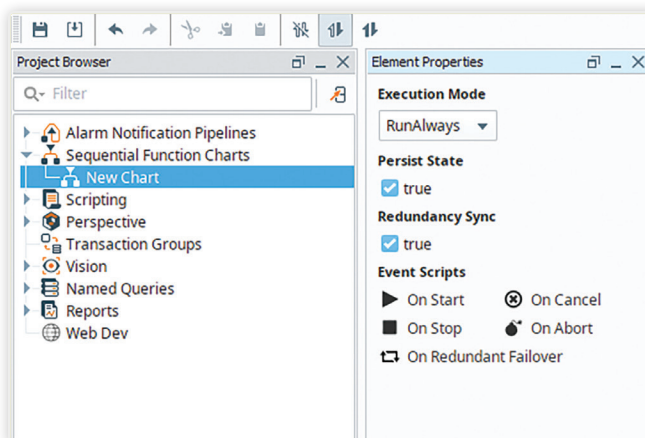 Project Browser
Filter
Alarm Notification Pipelines
Sequential Function Charts
New Chart
Scripting
Perspective
Transaction Groups
Vision
Named Queries
Reports
Web Dev
Element Properties
Execution Mode
RunAlways
Persist State
true
Redundancy Sync
true
Event Scripts
On Start
On Cancel
On Stop
On Abort
On Redundant Failover